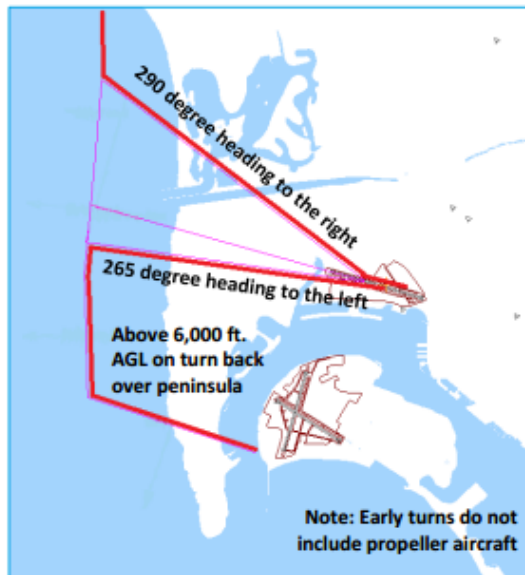 290 degree heading to the right
265 degree heading to the left
Above 6,000 ft.
AGL on turn back
over peninsula
Note: Early turns do not
include propeller aircraft